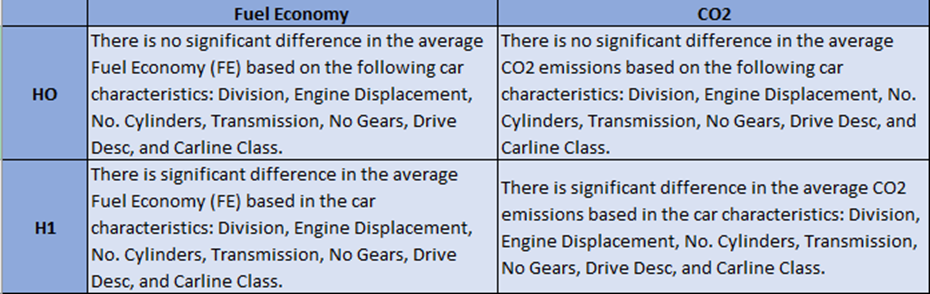 Fuel Economy
CO2
HO
There is no significant difference in the average
Fuel Economy (FE) based on the following car
characteristics: Division, Engine Displacement,
No. Cylinders, Transmission, No Gears, Drive
Desc, and Carline Class.
There is no significant difference in the average
CO2 emissions based on the following car
characteristics: Division, Engine Displacement, No.
Cylinders, Transmission, No Gears, Drive Desc, and
Carline Class.
H1
There is significant difference in the average
Fuel Economy (FE) based in the car
characteristics: Division, Engine Displacement,
No. Cylinders, Transmission, No Gears, Drive
Desc, and Carline Class.
There is significant difference in the average CO2
emissions based in the car characteristics: Division,
Engine Displacement, No. Cylinders, Transmission,
No Gears, Drive Desc, and Carline Class.